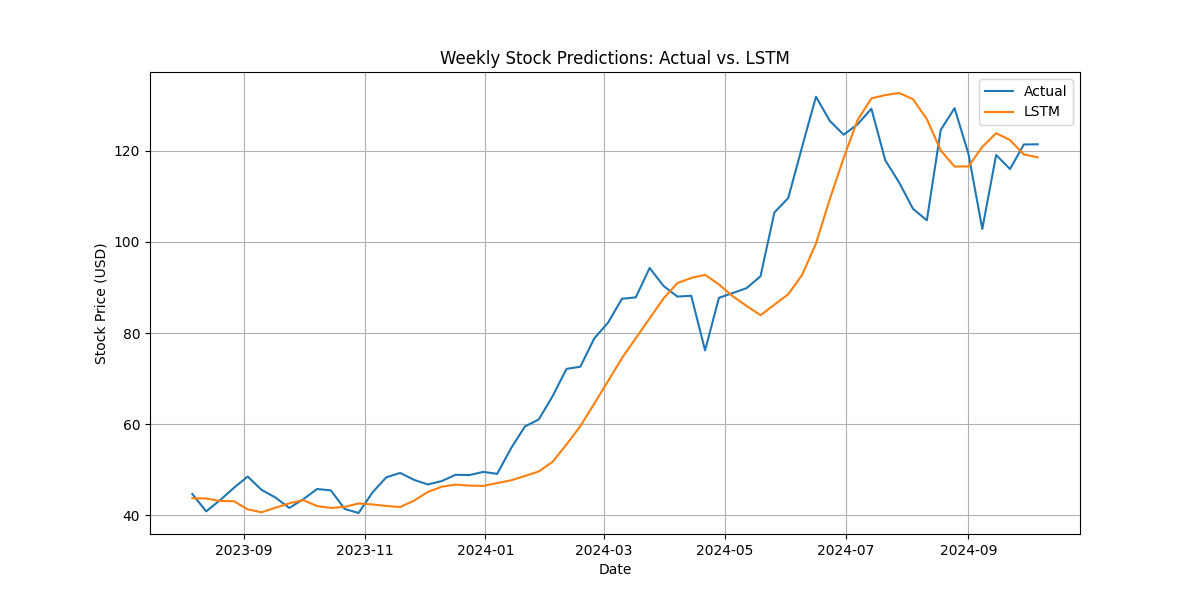 Weekly Stock Predictions: Actual vs. LSTM
Actual
LSTM
Stock Price (USD)
120
100
80
60
40
2023-09 2023-11 2024-01 2024-03 2024-05 2024-07 2024-09
Date